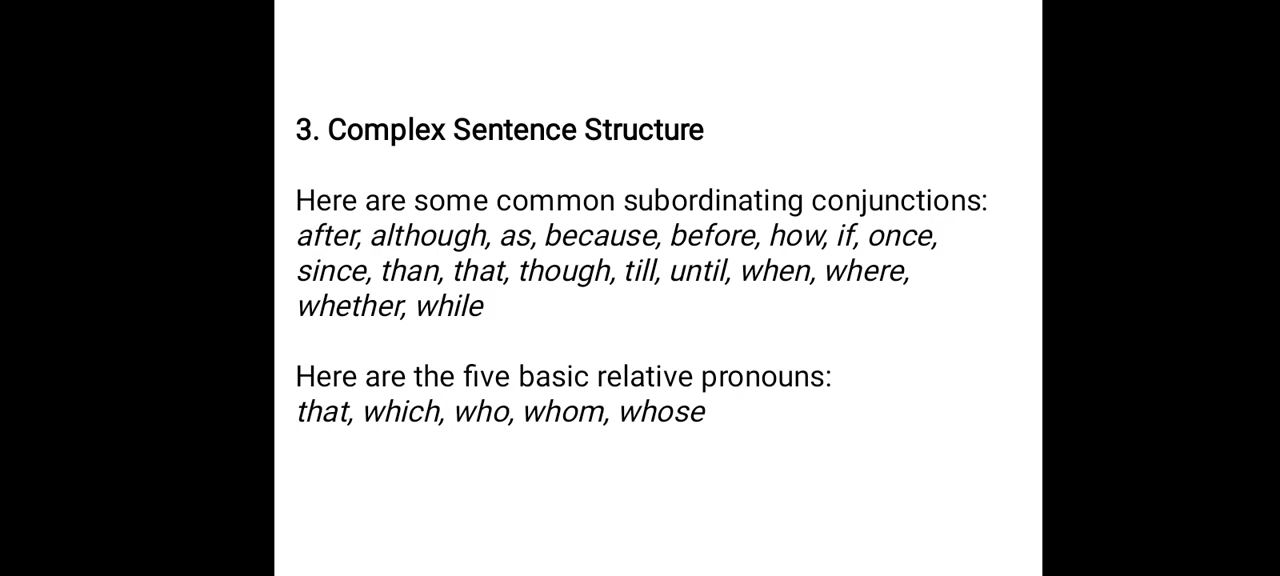 3. Complex Sentence Structure
Here are some common subordinating conjunctions:
after, although, as, because, before, how, if, once,
since, than, that, though, till, until, when, where,
whether, while
Here are the five basic relative pronouns:
that, which, who, whom, whose